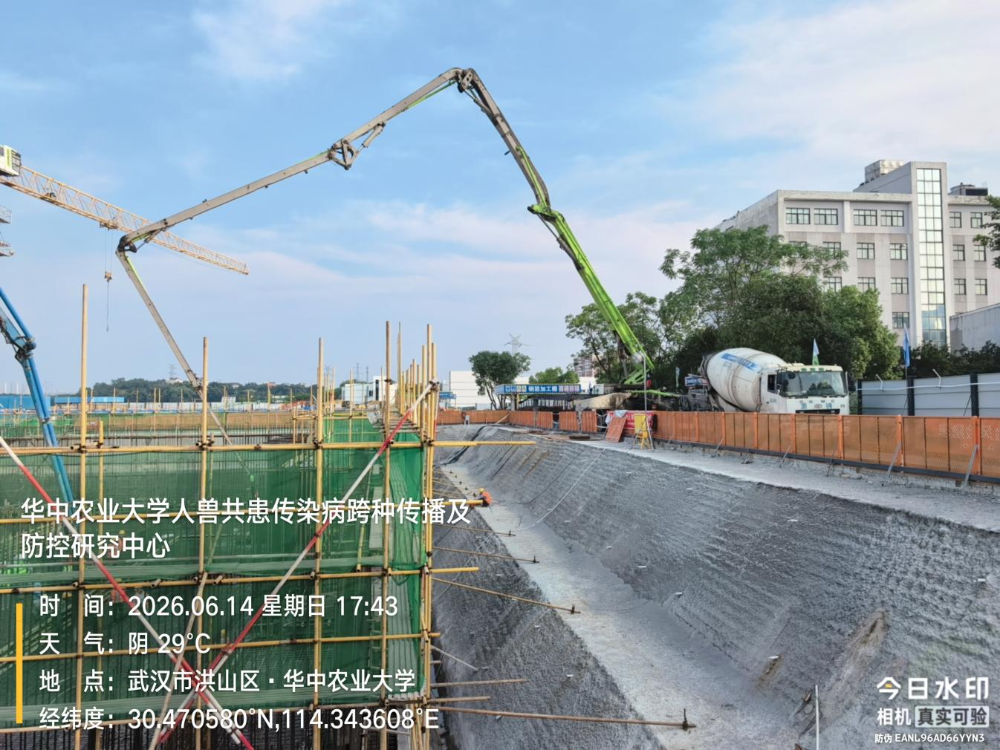 钢筋加工棚
华中农业大学人兽共患传染病跨种传播及
防控研究中心
时 间：2026.06.14 星期日 17:43
天 气：阴 29℃
地 点：武汉市洪山区·华中农业大学
经纬度：30.470580°N,114.343608°E
今日水印
相机 真实可验
防伪 EANL96AD66YYN3